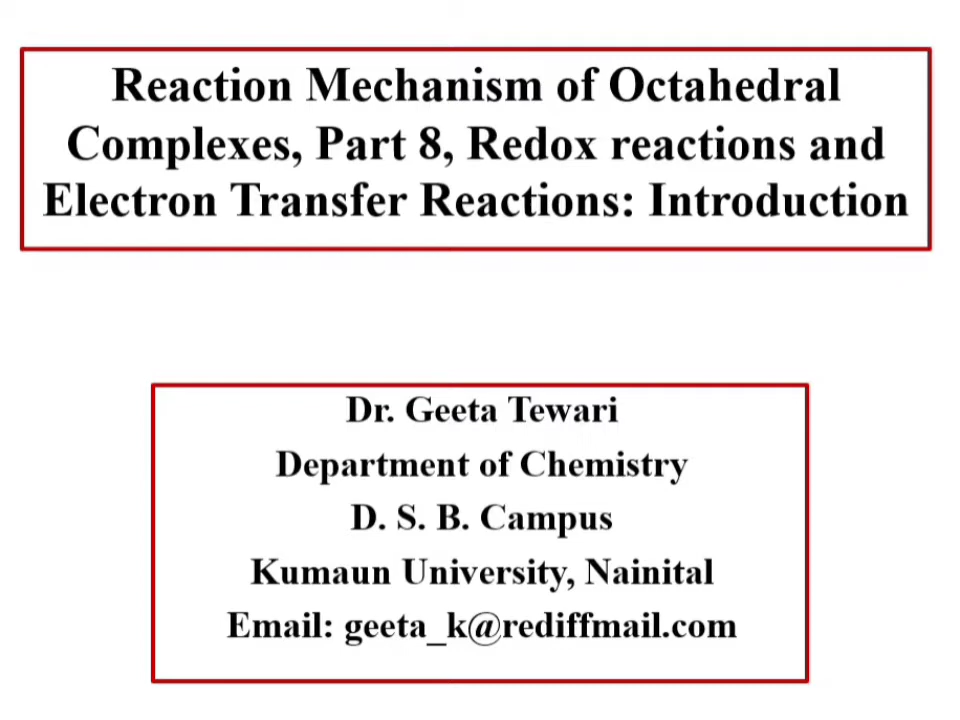 Reaction Mechanism of Octahedral
Complexes, Part 8, Redox reactions and
Electron Transfer Reactions: Introduction
Dr. Geeta Tewari
Department of Chemistry
D. S. B. Campus
Kumaun University, Nainital
Email: geeta_k@rediffmail.com